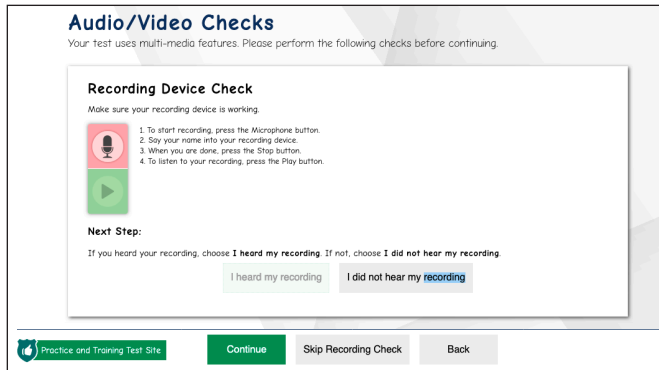 Audio/Video Checks
Your test uses multi-media features. Please perform the following checks before continuing.
Recording Device Check
Make sure your recording device is working.
1. To start recording, press the Microphone button.
2. Say your name into your recording device.
3. When you are done, press the Stop button.
4. To listen to your recording, press the Play button.
Next Step:
If you heard your recording, choose I heard my recording. If not, choose I did not hear my recording.
I heard my recording
I did not hear my recording
Practice and Training Test Site
Continue
Skip Recording Check
Back